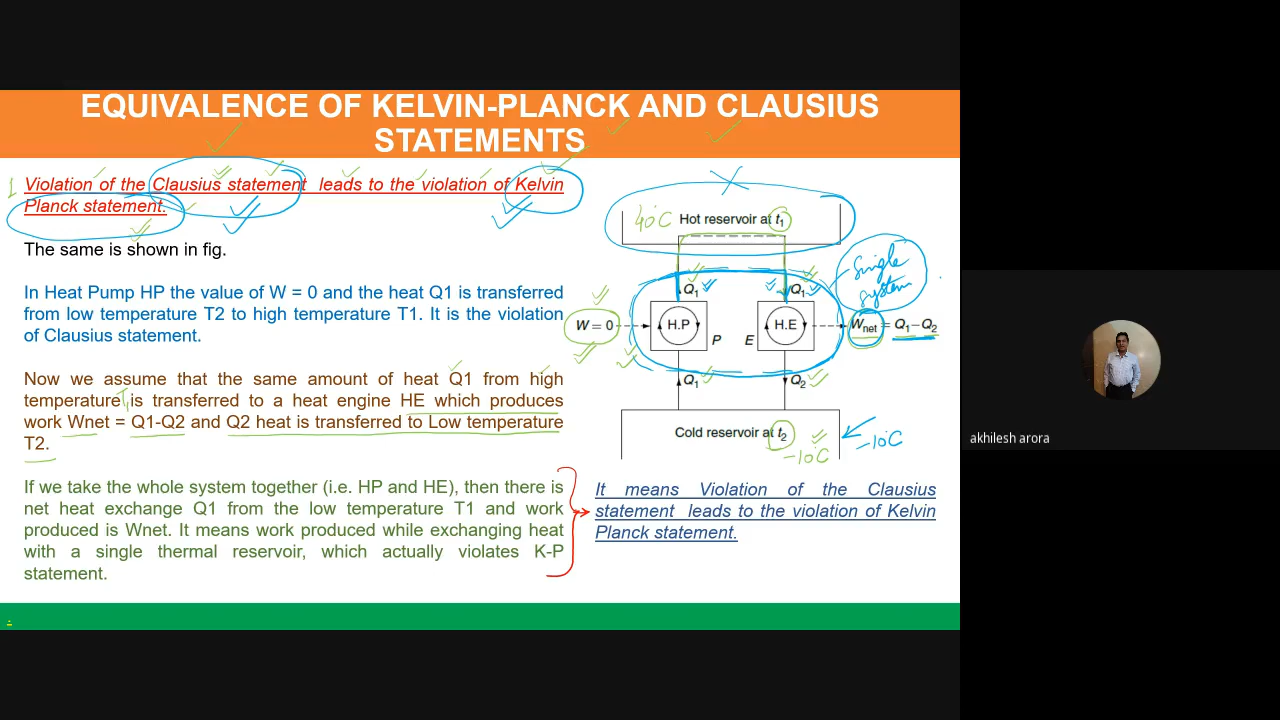 EQUIVALENCE OF KELVIN-PLANCK AND CLAUSIUS
STATEMENTS
Violation of the Clausius statement leads to the violation of Kelvin
Planck statement.
The same is shown in fig.
In Heat Pump HP the value of W = 0 and the heat Q1 is transferred
from low temperature T2 to high temperature T1. It is the violation
of Clausius statement.
Now we assume that the same amount of heat Q1 from high
temperature T1 is transferred to a heat engine HE which produces
work Wnet = Q1-Q2 and Q2 heat is transferred to Low temperature
T2.
If we take the whole system together (i.e. HP and HE), then there is
net heat exchange Q1 from the low temperature T1 and work
produced is Wnet. It means work produced while exchanging heat
with a single thermal reservoir, which actually violates K-P
statement.
40°C Hot reservoir at t1
Single
system
Q1 Q1
W = 0 H.P P E H.E Wnet = Q1–Q2
Q1 Q2
Cold reservoir at t2
-10°C
-10°C
It means Violation of the Clausius
statement leads to the violation of Kelvin
Planck statement.
akhilesh arora